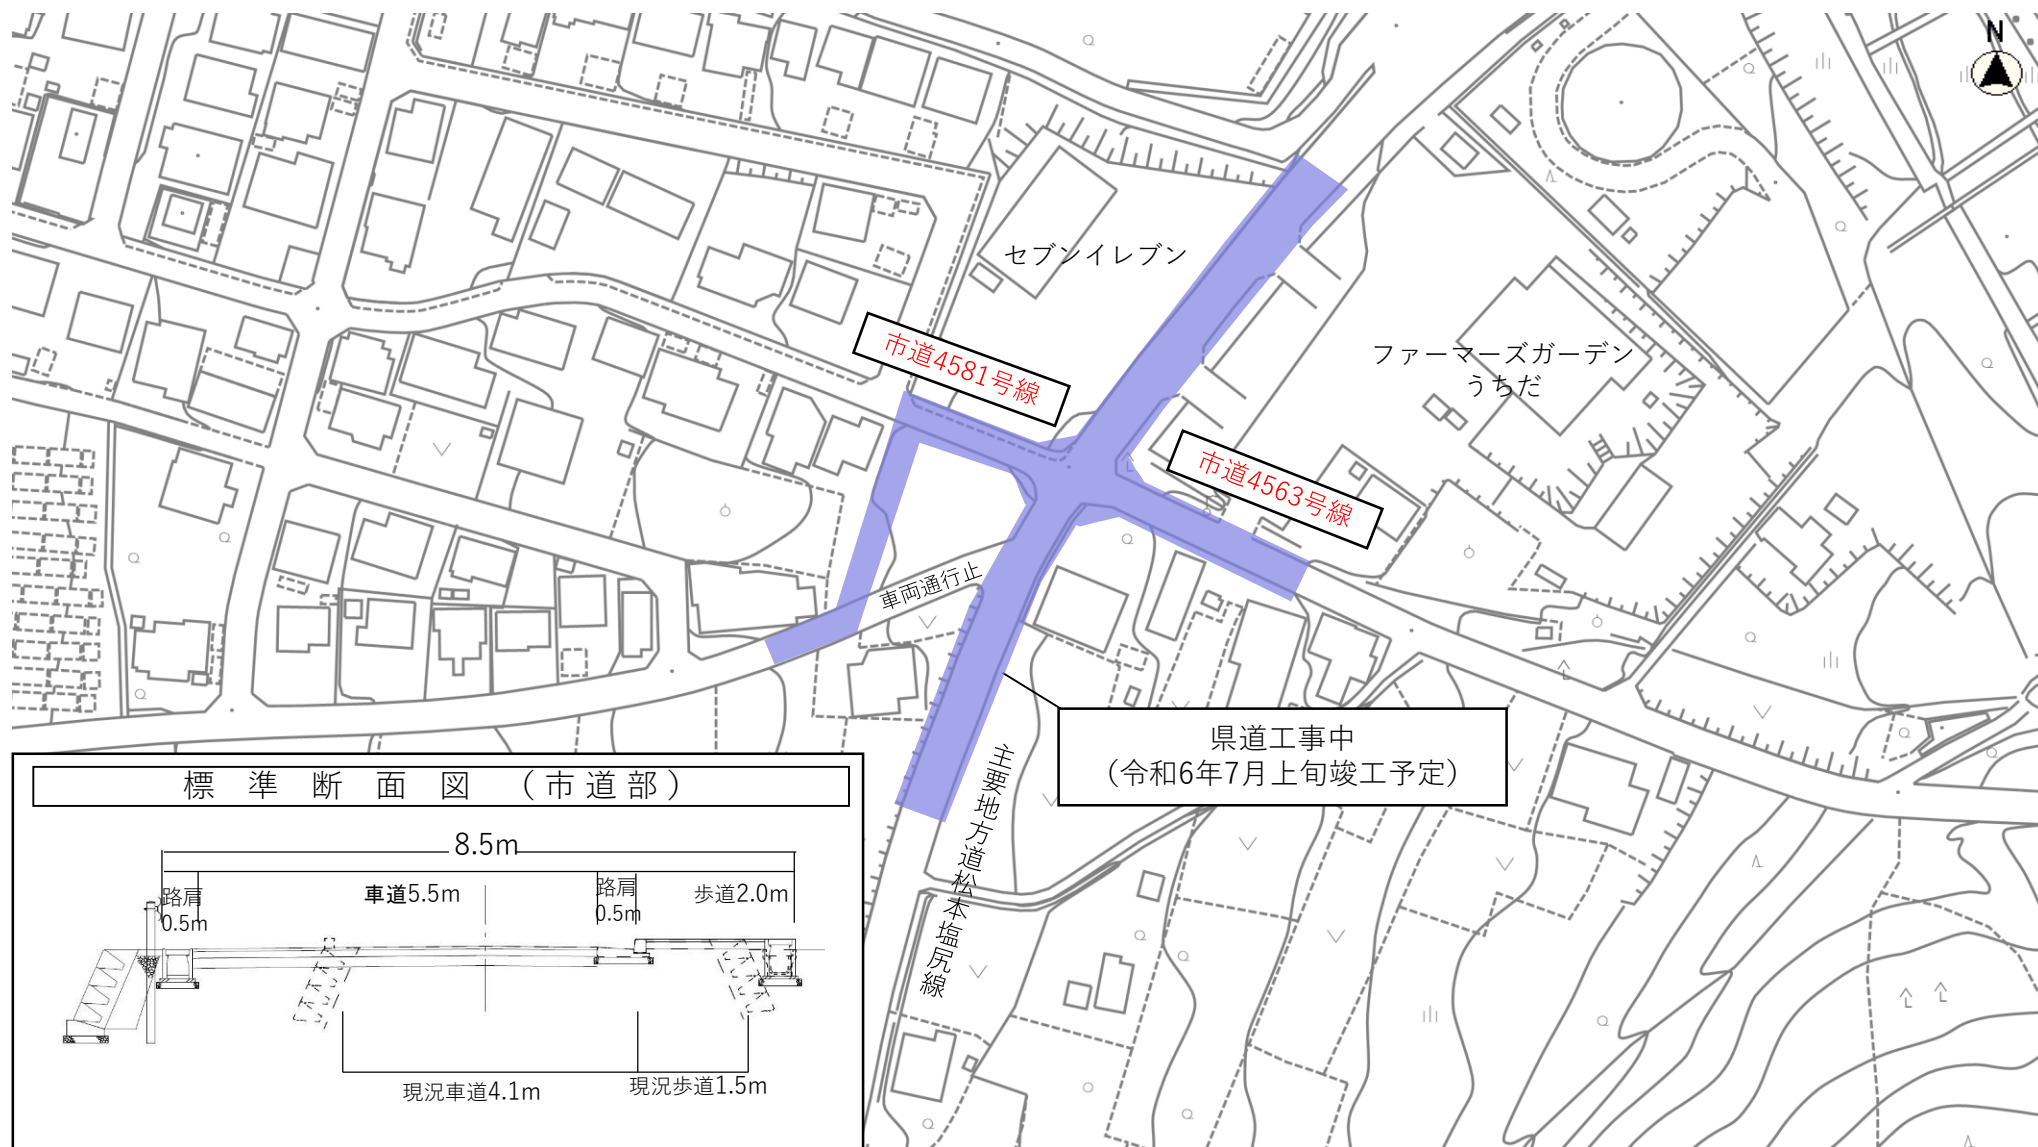 N
セブンイレブン
市道4581号線
ファーマーズガーデン
うちだ
市道4563号線
車両通行止
県道工事中
（令和6年7月上旬竣工予定）
主要地方道松本塩尻線
標準断面図（市道部）
8.5m
路肩
0.5m
車道5.5m
路肩
0.5m
歩道2.0m
現況車道4.1m
現況歩道1.5m